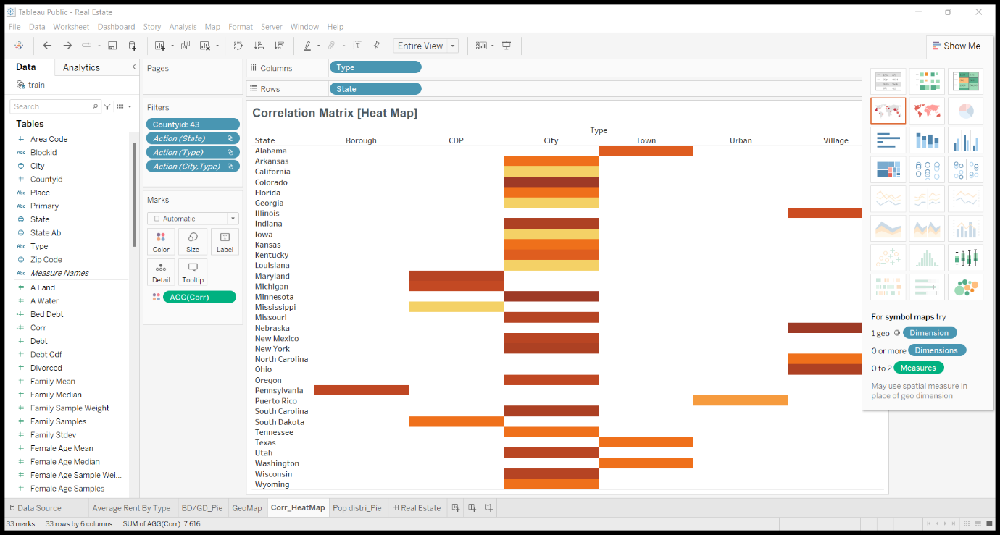 Tableau Public - Real Estate
File Data Worksheet Dashboard Story Analysis Map Format Server Window Help
Entire View
Show Me
Data Analytics
train
Search
Tables
# Area Code
Abc Blockid
City
# Countyid
Abc Place
Abc Primary
State
State Ab
Abc Type
Zip Code
Abc Measure Names
# A Land
# A Water
=# Bed Debt
=# Corr
# Debt
# Debt Cdf
# Divorced
# Family Mean
# Family Median
# Family Sample Weight
# Family Samples
# Family Stdev
# Female Age Mean
# Female Age Median
# Female Age Sample Wei...
# Female Age Samples
Pages
Filters
Countyid: 43
Action (State)
Action (Type)
Action (City,Type)
Marks
Automatic
Color Size Label
Detail Tooltip
AGG(Corr)
Columns Type
Rows State
Correlation Matrix [Heat Map]
Type
State Borough CDP City Town Urban Village
Alabama
Arkansas
California
Colorado
Florida
Georgia
Illinois
Indiana
Iowa
Kansas
Kentucky
Louisiana
Maryland
Michigan
Minnesota
Mississippi
Missouri
Nebraska
New Mexico
New York
North Carolina
Ohio
Oregon
Pennsylvania
Puerto Rico
South Carolina
South Dakota
Tennessee
Texas
Utah
Washington
Wisconsin
Wyoming
For symbol maps try
1 geo Dimension
0 or more Dimensions
0 to 2 Measures
May use spatial measure in
place of geo dimension
Data Source Average Rent By Type BD/GD_Pie GeoMap Corr_HeatMap Pop distri_Pie Real Estate
33 marks 33 rows by 6 columns SUM of AGG(Corr): 7.616